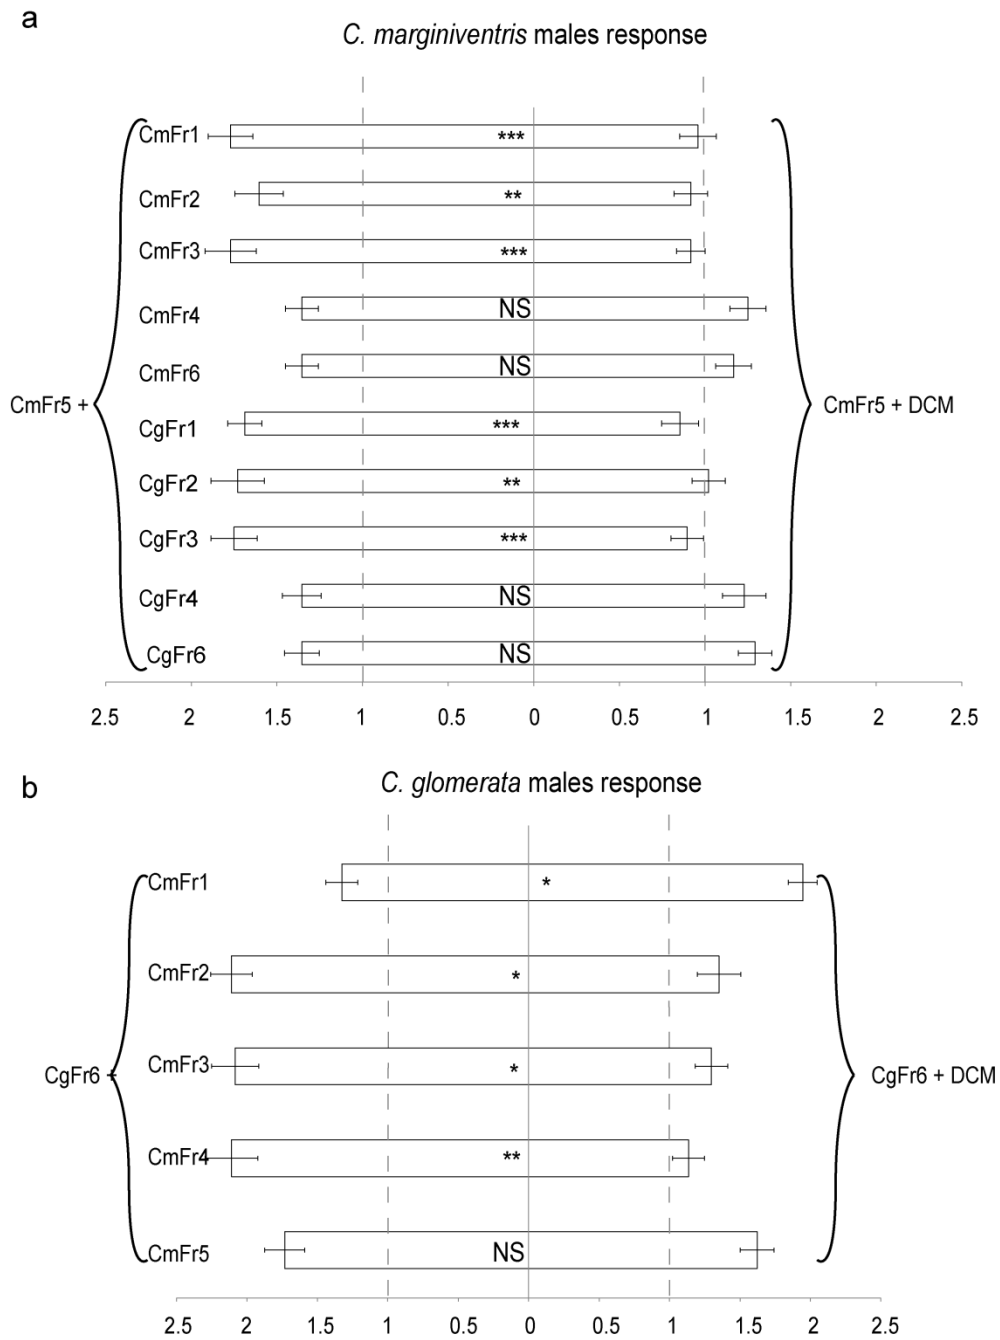 a
C. marginiventris males response
CmFr1
***
CmFr2
**
CmFr3
***
CmFr4
NS
CmFr6
NS
CmFr5 +
CmFr5 + DCM
CgFr1
***
CgFr2
**
CgFr3
***
CgFr4
NS
CgFr6
NS
2.5 2 1.5 1 0.5 0 0.5 1 1.5 2 2.5
b
C. glomerata males response
CmFr1
*
CmFr2
*
CmFr3
*
CgFr6 +
CgFr6 + DCM
CmFr4
**
CmFr5
NS
2.5 2 1.5 1 0.5 0 0.5 1 1.5 2 2.5